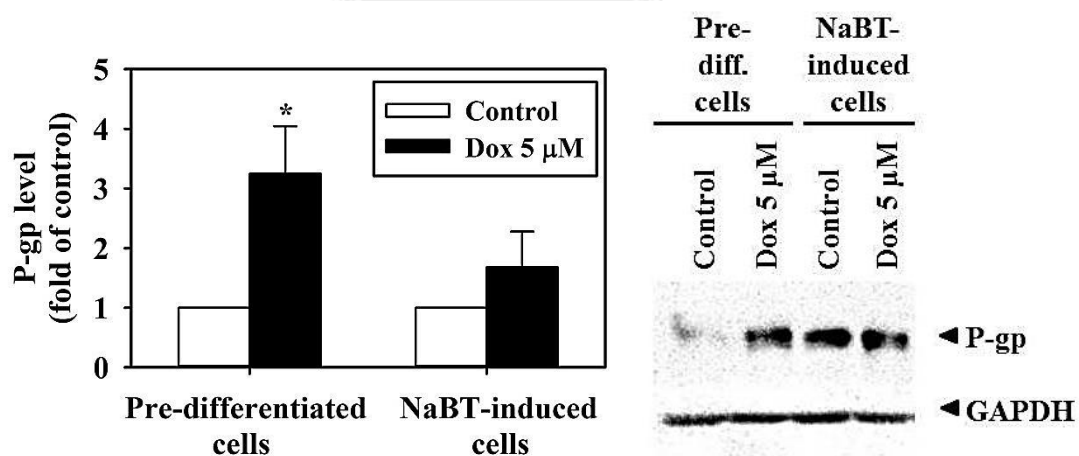 P-gp level
(fold of control)
5
4
3
2
1
0
*
Control
Dox 5 μM
Pre-differentiated
cells
NaBT-induced
cells
Pre-
diff.
cells
NaBT-
induced
cells
Control
Dox 5 μM
Control
Dox 5 μM
P-gp
GAPDH